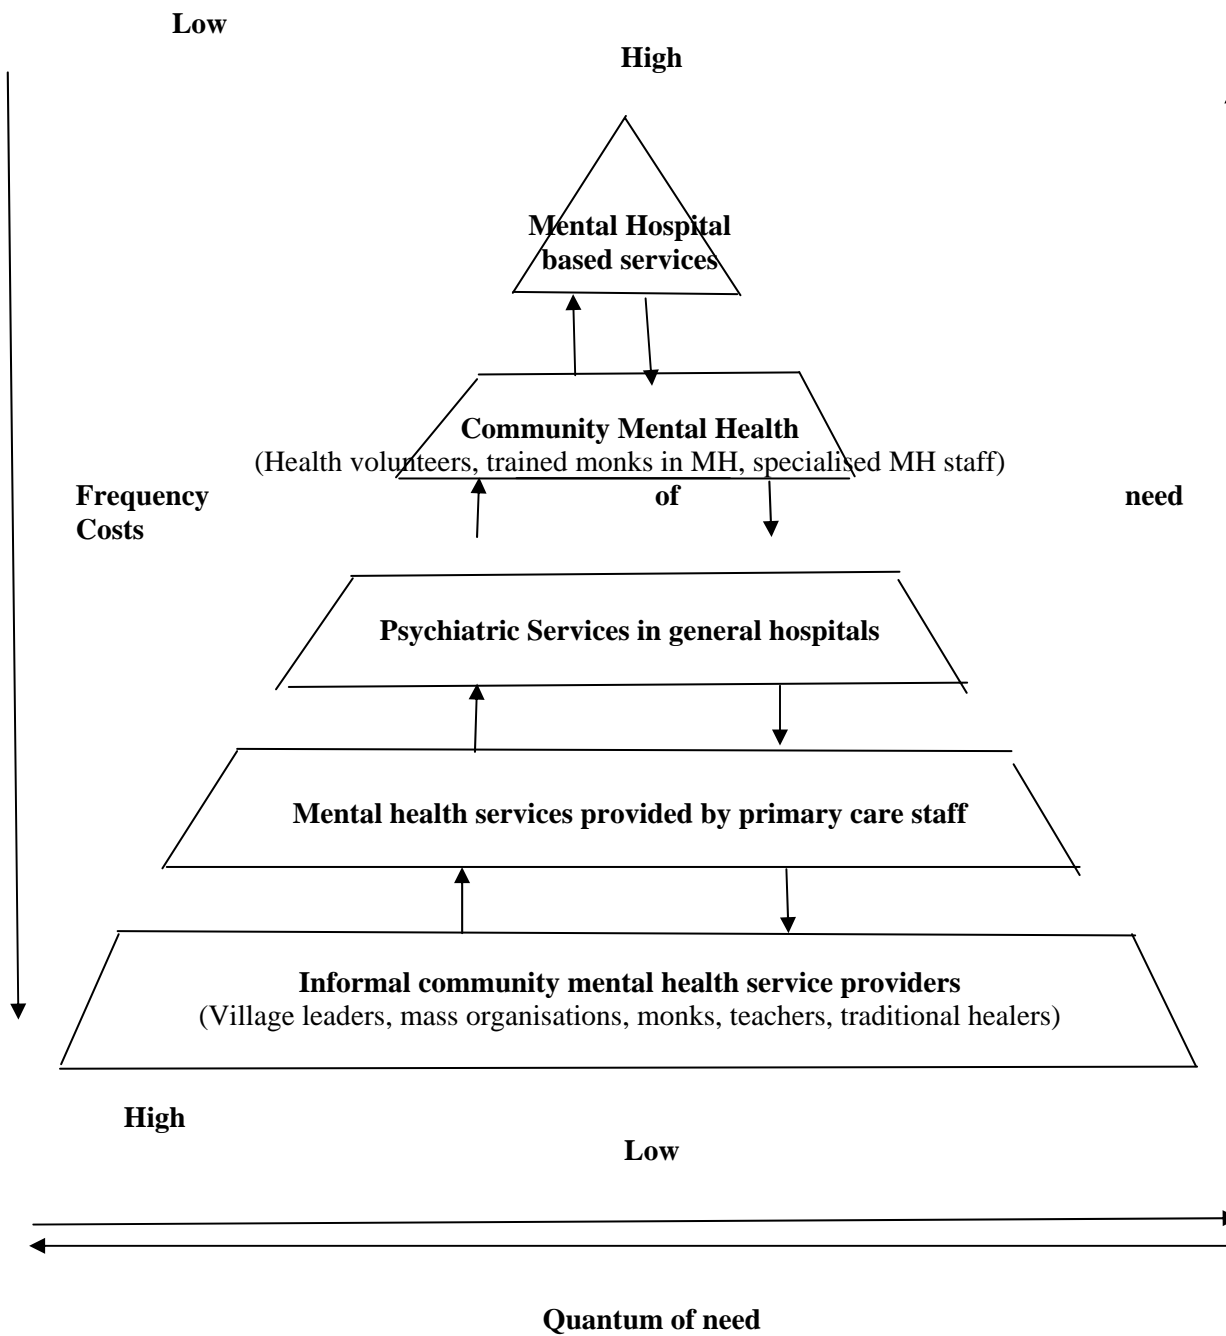 Low
High
Mental Hospital
based services
Community Mental Health
(Health volunteers, trained monks in MH, specialised MH staff)
Frequency of need
Costs
Psychiatric Services in general hospitals
Mental health services provided by primary care staff
Informal community mental health service providers
(Village leaders, mass organisations, monks, teachers, traditional healers)
High
Low
Quantum of need